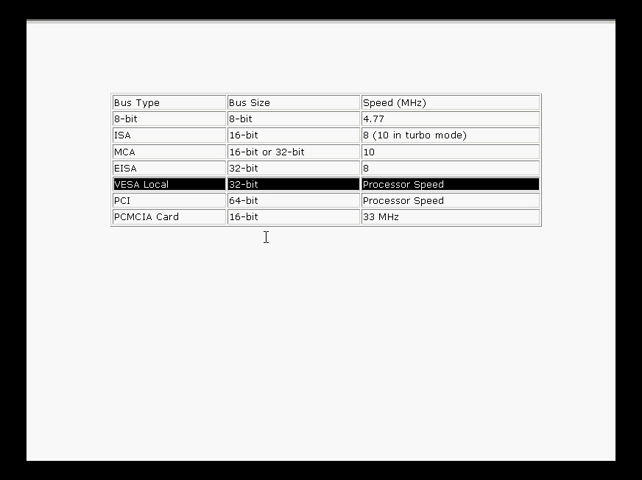 Bus Type Bus Size Speed (MHz)
8-bit 8-bit 4.77
ISA 16-bit 8 (10 in turbo mode)
MCA 16-bit or 32-bit 10
EISA 32-bit 8
VESA Local 32-bit Processor Speed
PCI 64-bit Processor Speed
PCMCIA Card 16-bit 33 MHz